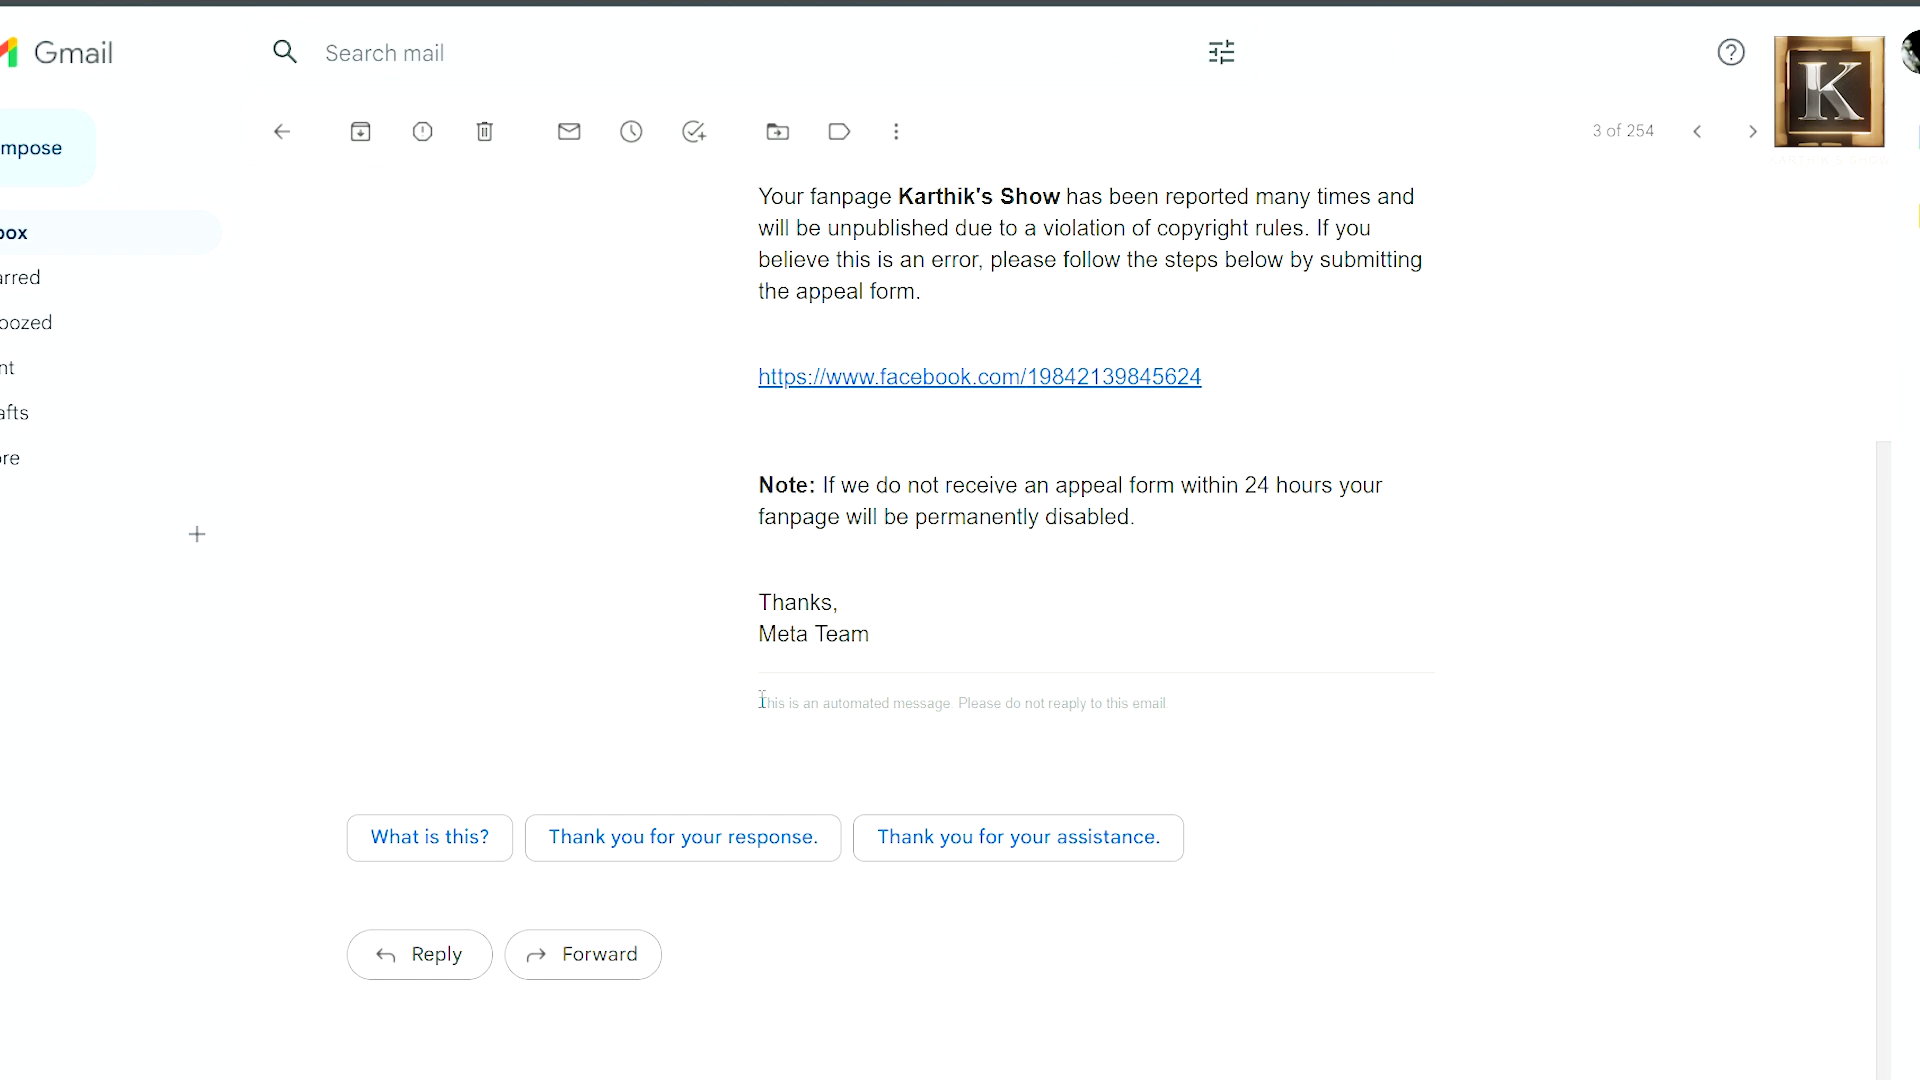 Gmail
Search mail
mpose
3 of 254
K
box
arred
oozed
nt
afts
ore
Your fanpage Karthik's Show has been reported many times and
will be unpublished due to a violation of copyright rules. If you
believe this is an error, please follow the steps below by submitting
the appeal form.
https://www.facebook.com/19842139845624
Note: If we do not receive an appeal form within 24 hours your
fanpage will be permanently disabled.
Thanks,
Meta Team
This is an automated message. Please do not reaply to this email.
What is this?
Thank you for your response.
Thank you for your assistance.
Reply
Forward